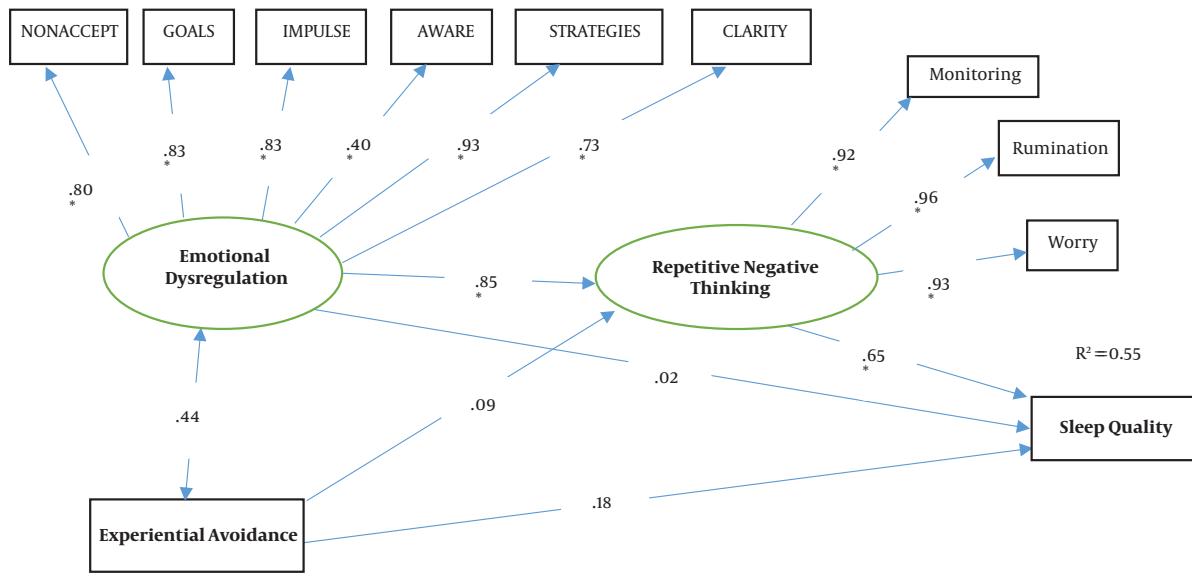 NONACCEPT
GOALS
IMPULSE
AWARE
STRATEGIES
CLARITY
Monitoring
Rumination
Worry
.80
*
.83
*
.83
*
.40
*
.93
*
.73
*
.92
*
.96
*
.93
*
Emotional
Dysregulation
.85
*
Repetitive Negative
Thinking
.65
*
R² = 0.55
.02
.09
.44
Sleep Quality
.18
Experiential Avoidance